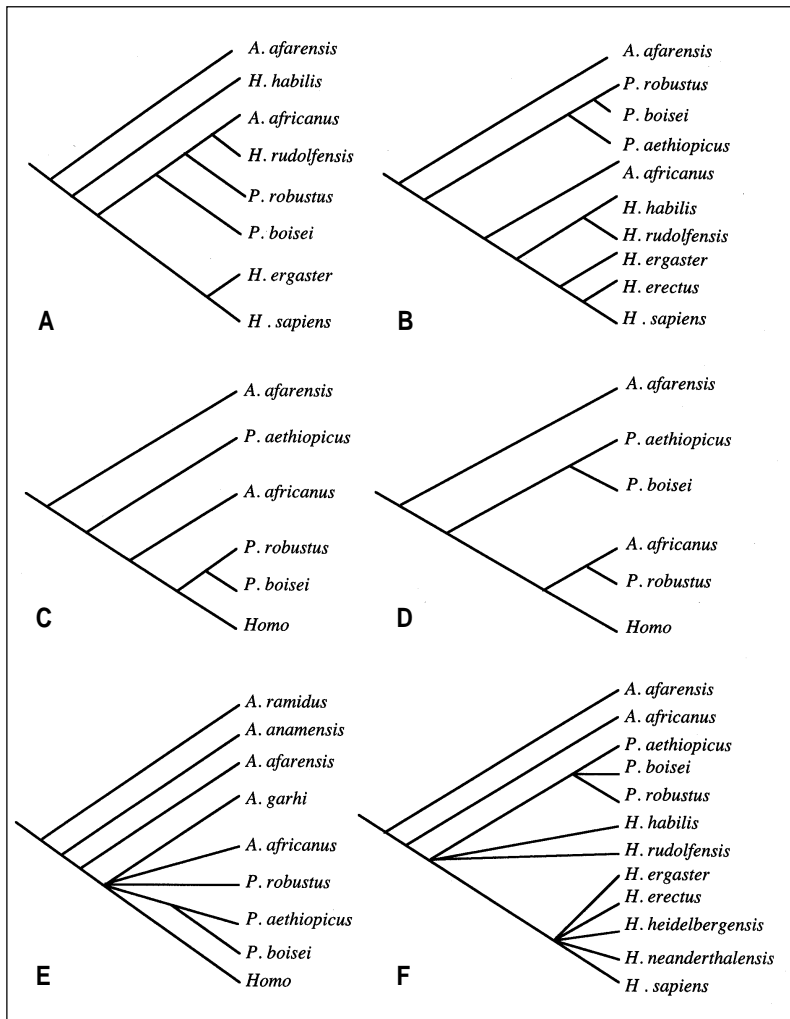 A. afarensis
H. habilis
A. africanus
H. rudolfensis
P. robustus
P. boisei
H. ergaster
H. sapiens
A
A. afarensis
P. robustus
P. boisei
P. aethiopicus
A. africanus
H. habilis
H. rudolfensis
H. ergaster
H. erectus
H. sapiens
B
A. afarensis
P. aethiopicus
A. africanus
P. robustus
P. boisei
Homo
C
A. afarensis
P. aethiopicus
P. boisei
A. africanus
P. robustus
Homo
D
A. ramidus
A. anamensis
A. afarensis
A. garhi
A. africanus
P. robustus
P. aethiopicus
P. boisei
Homo
E
A. afarensis
A. africanus
P. aethiopicus
P. boisei
P. robustus
H. habilis
H. rudolfensis
H. ergaster
H. erectus
H. heidelbergensis
H. neanderthalensis
H. sapiens
F